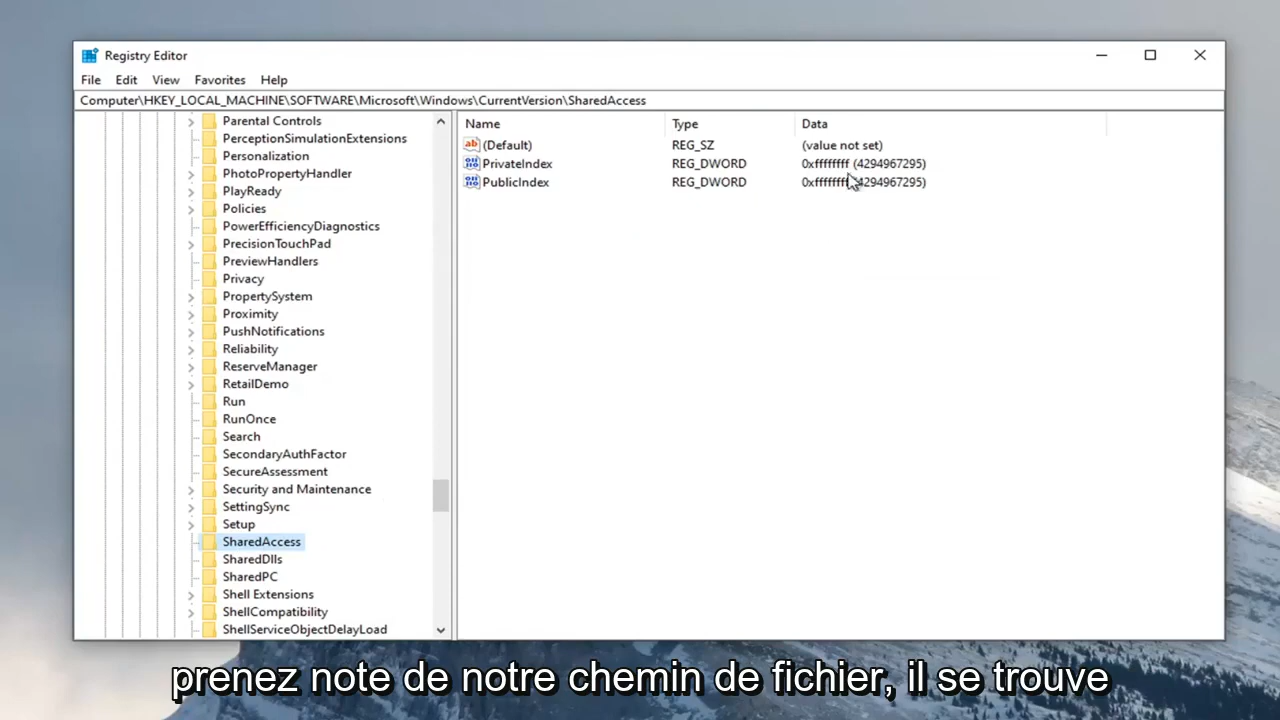 Registry Editor
File Edit View Favorites Help
Computer\HKEY_LOCAL_MACHINE\SOFTWARE\Microsoft\Windows\CurrentVersion\SharedAccess
Parental Controls
PerceptionSimulationExtensions
Personalization
PhotoPropertyHandler
PlayReady
Policies
PowerEfficiencyDiagnostics
PrecisionTouchPad
PreviewHandlers
Privacy
PropertySystem
Proximity
PushNotifications
Reliability
ReserveManager
RetailDemo
Run
RunOnce
Search
SecondaryAuthFactor
SecureAssessment
Security and Maintenance
SettingSync
Setup
SharedAccess
SharedDlls
SharedPC
Shell Extensions
ShellCompatibility
ShellServiceObjectDelayLoad
Name Type Data
(Default) REG_SZ (value not set)
PrivateIndex REG_DWORD 0xffffffff (4294967295)
PublicIndex REG_DWORD 0xffffffff (4294967295)
prenez note de notre chemin de fichier, il se trouve